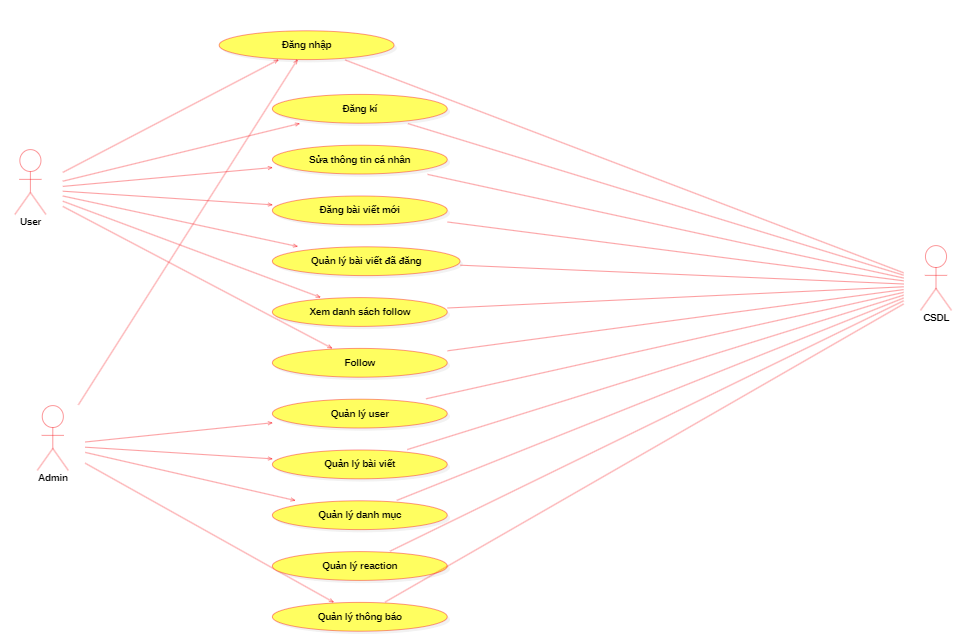 Đăng nhập
Đăng kí
Sửa thông tin cá nhân
Đăng bài viết mới
User
Quản lý bài viết đã đăng
Xem danh sách follow
CSDL
Follow
Quản lý user
Quản lý bài viết
Admin
Quản lý danh mục
Quản lý reaction
Quản lý thông báo